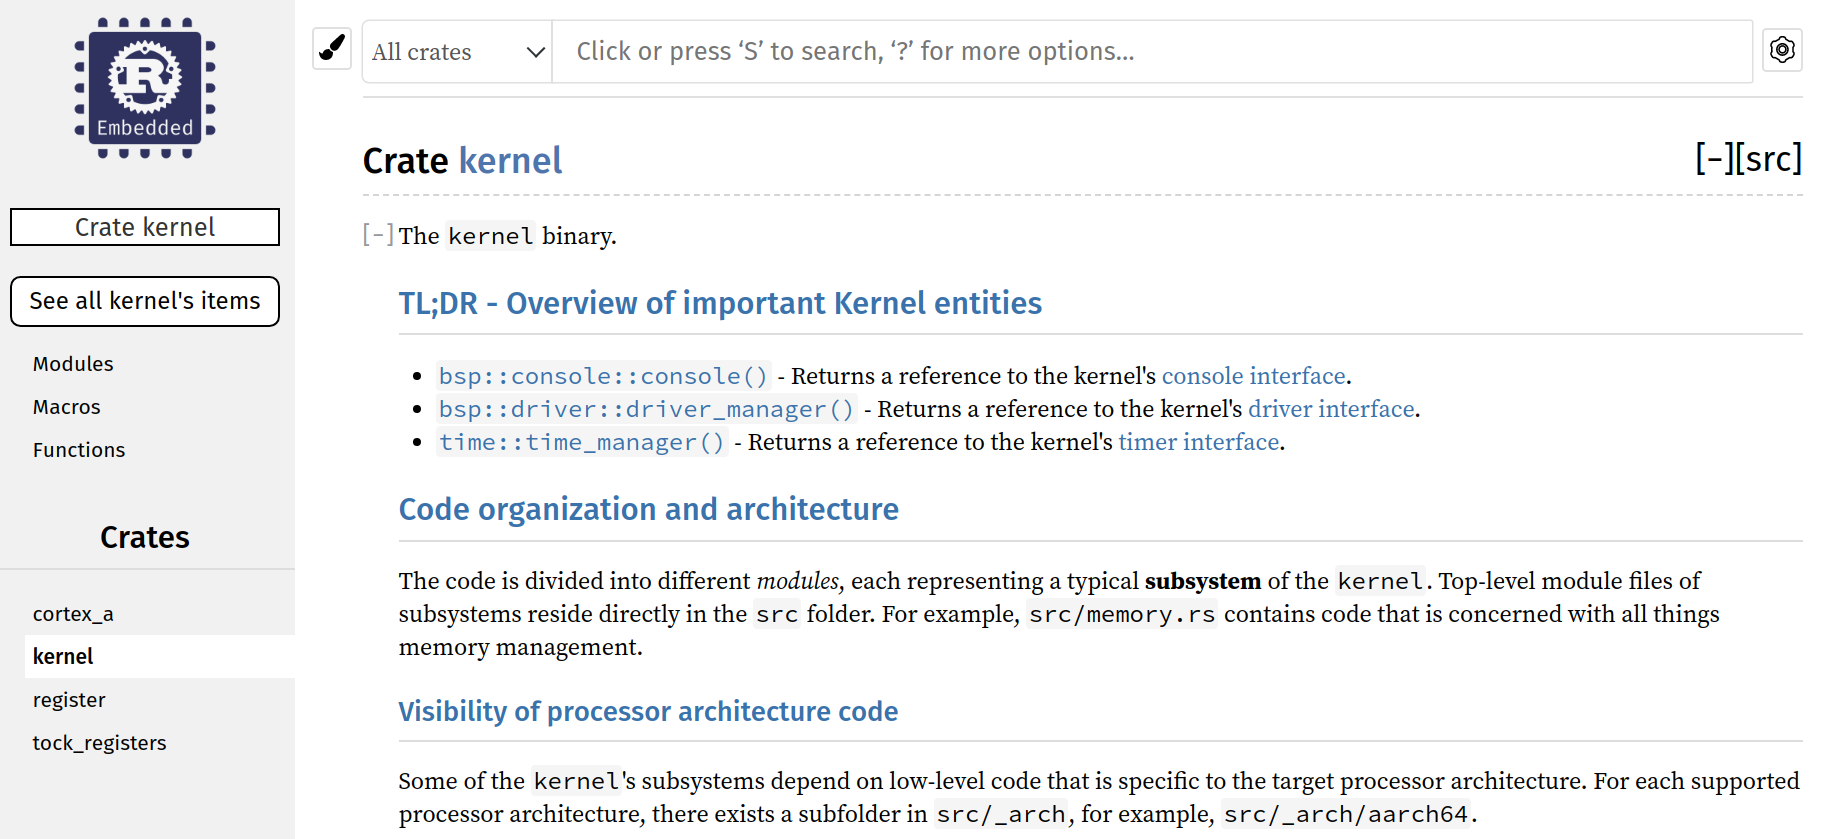 R
Embedded
Crate kernel
See all kernel's items
Modules
Macros
Functions
Crates
cortex_a
kernel
register
tock_registers
All crates
Click or press ‘S’ to search, ‘?’ for more options…
Crate kernel
[−][src]
[−] The kernel binary.
TL;DR - Overview of important Kernel entities
• bsp::console::console() - Returns a reference to the kernel's console interface.
• bsp::driver::driver_manager() - Returns a reference to the kernel's driver interface.
• time::time_manager() - Returns a reference to the kernel's timer interface.
Code organization and architecture
The code is divided into different modules, each representing a typical subsystem of the kernel. Top-level module files of
subsystems reside directly in the src folder. For example, src/memory.rs contains code that is concerned with all things
memory management.
Visibility of processor architecture code
Some of the kernel's subsystems depend on low-level code that is specific to the target processor architecture. For each supported
processor architecture, there exists a subfolder in src/_arch, for example, src/_arch/aarch64.